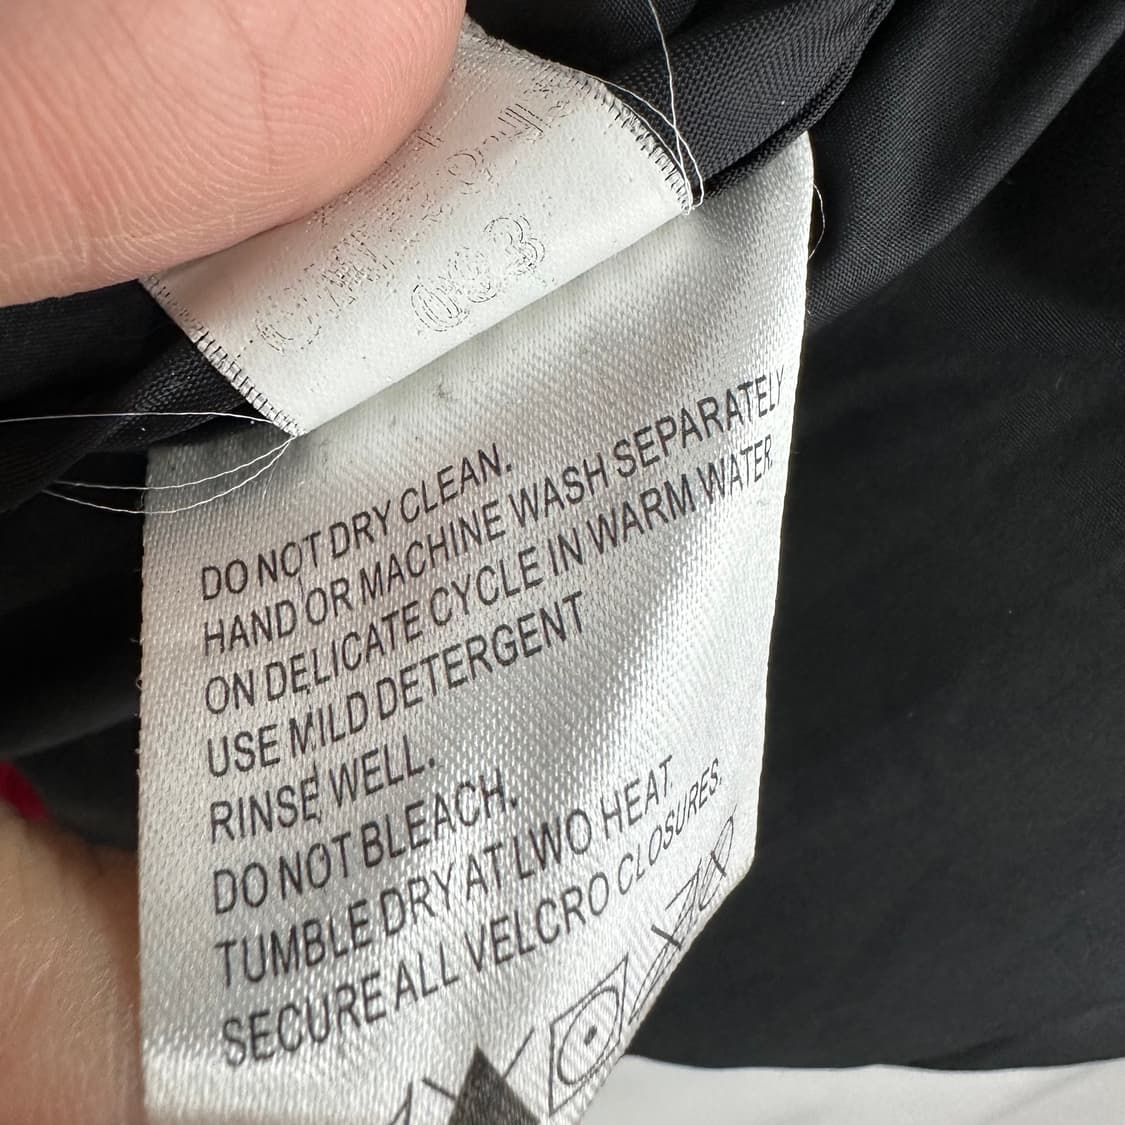 093
DO NOT DRY CLEAN.
HAND OR MACHINE WASH SEPARATELY
ON DELICATE CYCLE IN WARM WATER.
USE MILD DETERGENT
RINSE WELL.
DO NOT BLEACH.
TUMBLE DRY AT LWO HEAT.
SECURE ALL VELCRO CLOSURES.